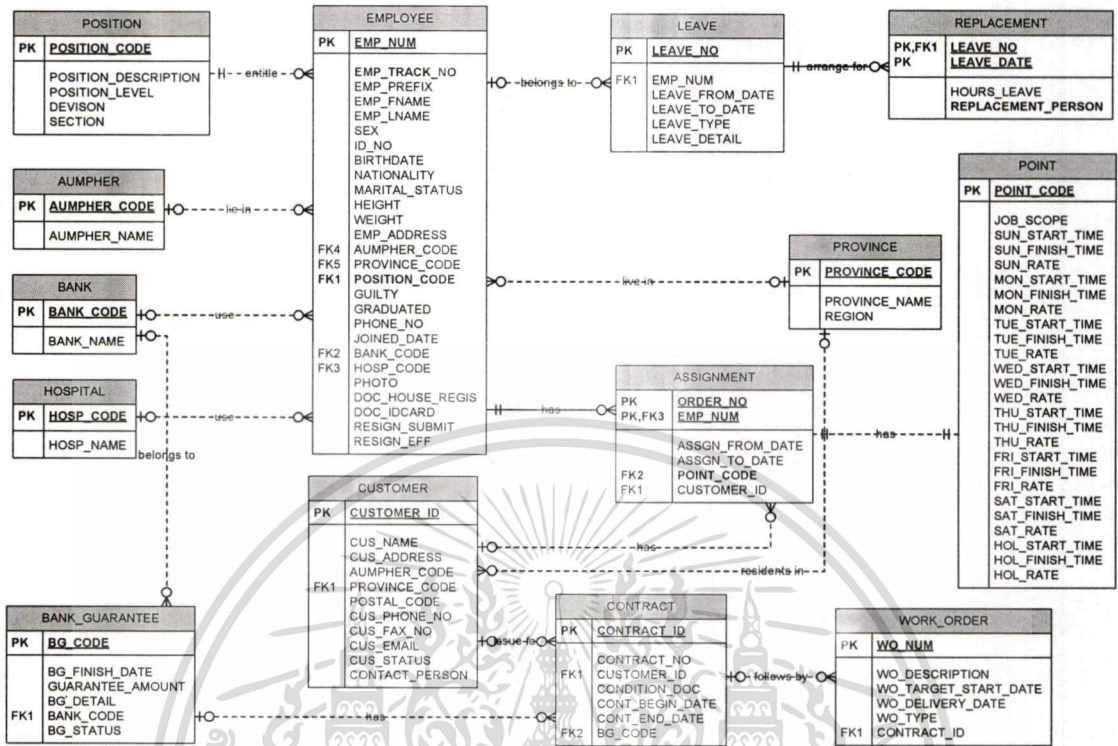 POSITION
PK POSITION_CODE
POSITION_DESCRIPTION
POSITION_LEVEL
DEVISON
SECTION
entitle
AUMPHER
PK AUMPHER_CODE
AUMPHER_NAME
lie in
BANK
PK BANK_CODE
BANK_NAME
use
HOSPITAL
PK HOSP_CODE
HOSP_NAME
use
belongs to
EMPLOYEE
PK EMP_NUM
EMP_TRACK_NO
EMP_PREFIX
EMP_FNAME
EMP_LNAME
SEX
ID_NO
BIRTHDATE
NATIONALITY
MARITAL_STATUS
HEIGHT
WEIGHT
EMP_ADDRESS
FK4 AUMPHER_CODE
FK5 PROVINCE_CODE
FK1 POSITION_CODE
GUILTY
GRADUATED
PHONE_NO
JOINED_DATE
FK2 BANK_CODE
FK3 HOSP_CODE
PHOTO
DOC_HOUSE_REGIS
DOC_IDCARD
RESIGN_SUBMIT
RESIGN_EFF
belongs to
LEAVE
PK LEAVE_NO
FK1 EMP_NUM
LEAVE_FROM_DATE
LEAVE_TO_DATE
LEAVE_TYPE
LEAVE_DETAIL
arrange for
REPLACEMENT
PK,FK1 LEAVE_NO
PK LEAVE_DATE
HOURS_LEAVE
REPLACEMENT_PERSON
live in
PROVINCE
PK PROVINCE_CODE
PROVINCE_NAME
REGION
POINT
PK POINT_CODE
JOB_SCOPE
SUN_START_TIME
SUN_FINISH_TIME
SUN_RATE
MON_START_TIME
MON_FINISH_TIME
MON_RATE
TUE_START_TIME
TUE_FINISH_TIME
TUE_RATE
WED_START_TIME
WED_FINISH_TIME
WED_RATE
THU_START_TIME
THU_FINISH_TIME
THU_RATE
FRI_START_TIME
FRI_FINISH_TIME
FRI_RATE
SAT_START_TIME
SAT_FINISH_TIME
SAT_RATE
HOL_START_TIME
HOL_FINISH_TIME
HOL_RATE
has
ASSIGNMENT
PK ORDER_NO
PK,FK3 EMP_NUM
ASSGN_FROM_DATE
ASSGN_TO_DATE
FK2 POINT_CODE
FK1 CUSTOMER_ID
has
CUSTOMER
PK CUSTOMER_ID
CUS_NAME
CUS_ADDRESS
AUMPHER_CODE
FK1 PROVINCE_CODE
POSTAL_CODE
CUS_PHONE_NO
CUS_FAX_NO
CUS_EMAIL
CUS_STATUS
CONTACT_PERSON
has
residents in
issue to
BANK_GUARANTEE
PK BG_CODE
BG_FINISH_DATE
GUARANTEE_AMOUNT
BG_DETAIL
FK1 BANK_CODE
BG_STATUS
has
CONTRACT
PK CONTRACT_ID
CONTRACT_NO
FK1 CUSTOMER_ID
CONDITION_DOC
CONT_BEGIN_DATE
CONT_END_DATE
FK2 BG_CODE
follows by
WORK_ORDER
PK WO_NUM
WO_DESCRIPTION
WO_TARGET_START_DATE
WO_DELIVERY_DATE
WO_TYPE
FK1 CONTRACT_ID